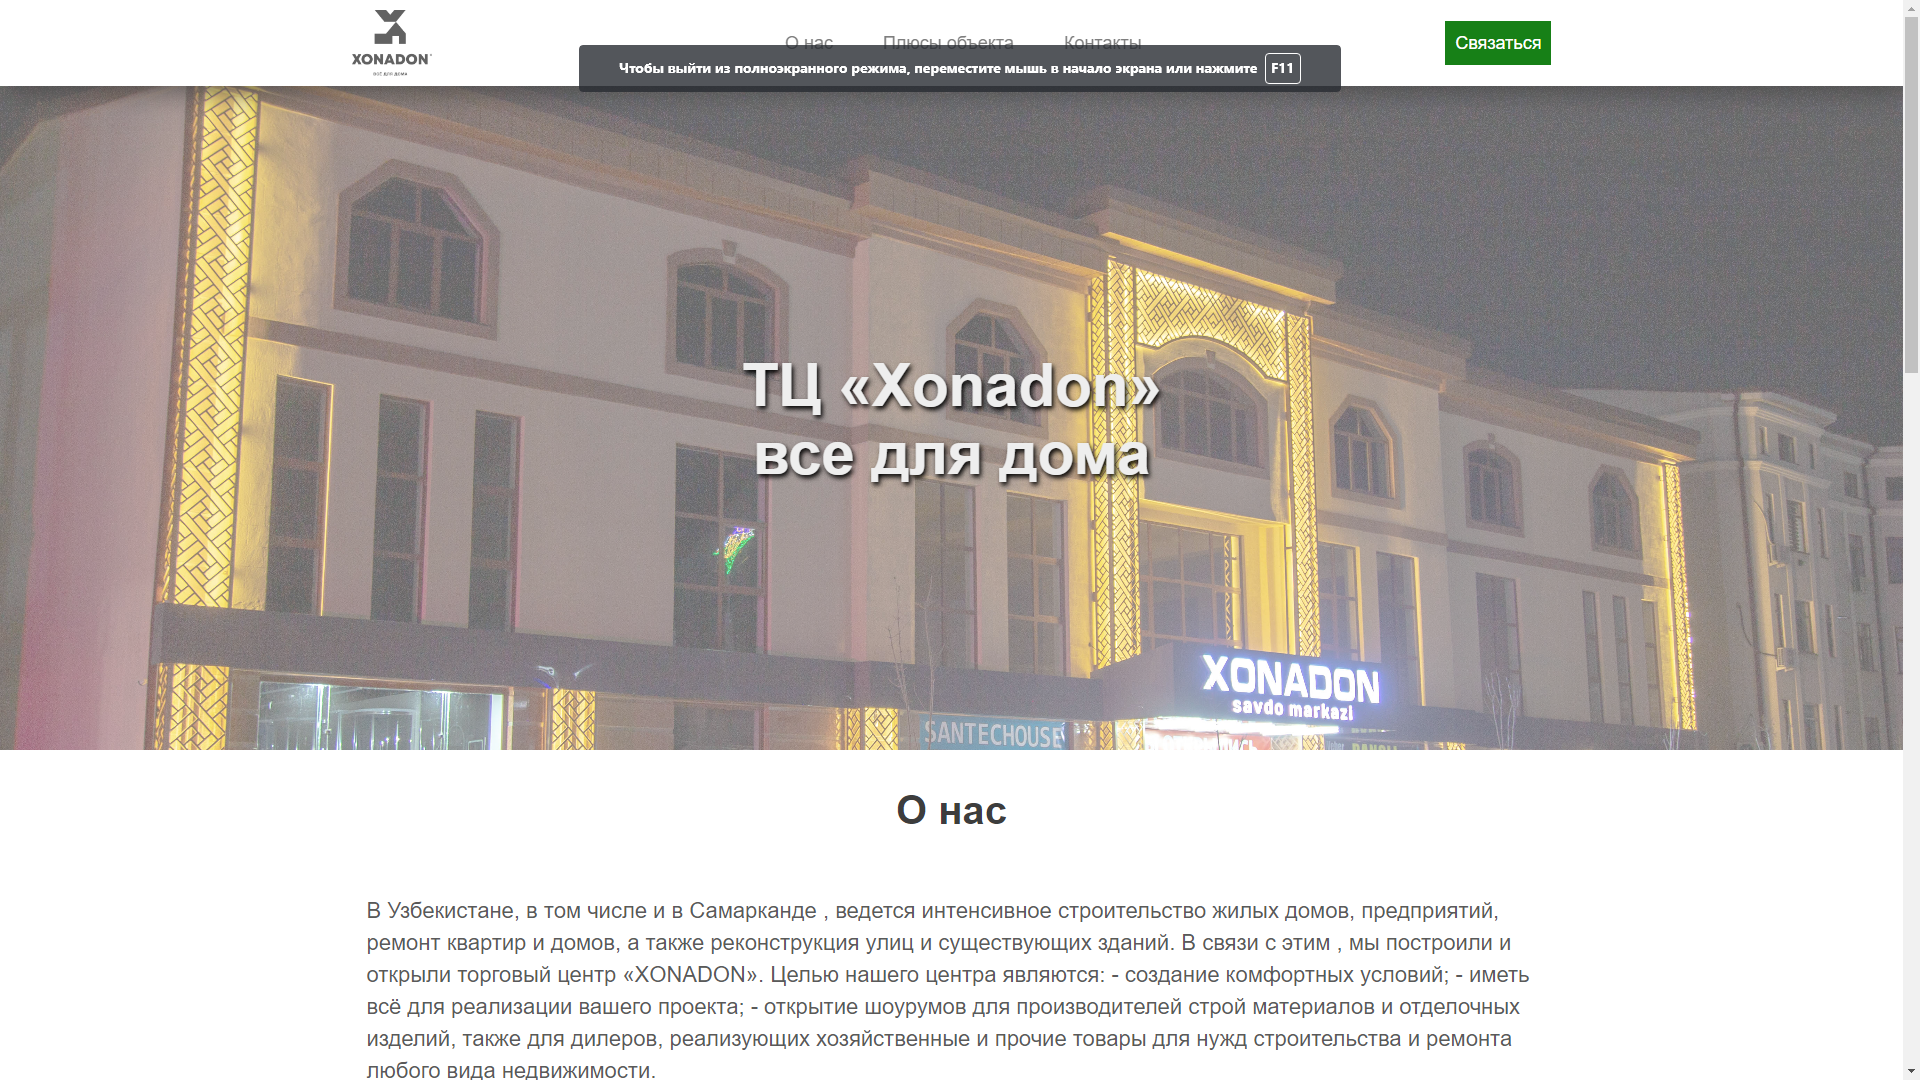 XONADON
всё для дома
О нас
Плюсы объекта
Контакты
Связаться
Чтобы выйти из полноэкранного режима, переместите мышь в начало экрана или нажмите F11
ТЦ «Xonadon»
все для дома
XONADON
savdo markazi
SANTECHOUSE
О нас
В Узбекистане, в том числе и в Самарканде , ведется интенсивное строительство жилых домов, предприятий,
ремонт квартир и домов, а также реконструкция улиц и существующих зданий. В связи с этим , мы построили и
открыли торговый центр «XONADON». Целью нашего центра являются: - создание комфортных условий; - иметь
всё для реализации вашего проекта; - открытие шоурумов для производителей строй материалов и отделочных
изделий, также для дилеров, реализующих хозяйственные и прочие товары для нужд строительства и ремонта
любого вида недвижимости.